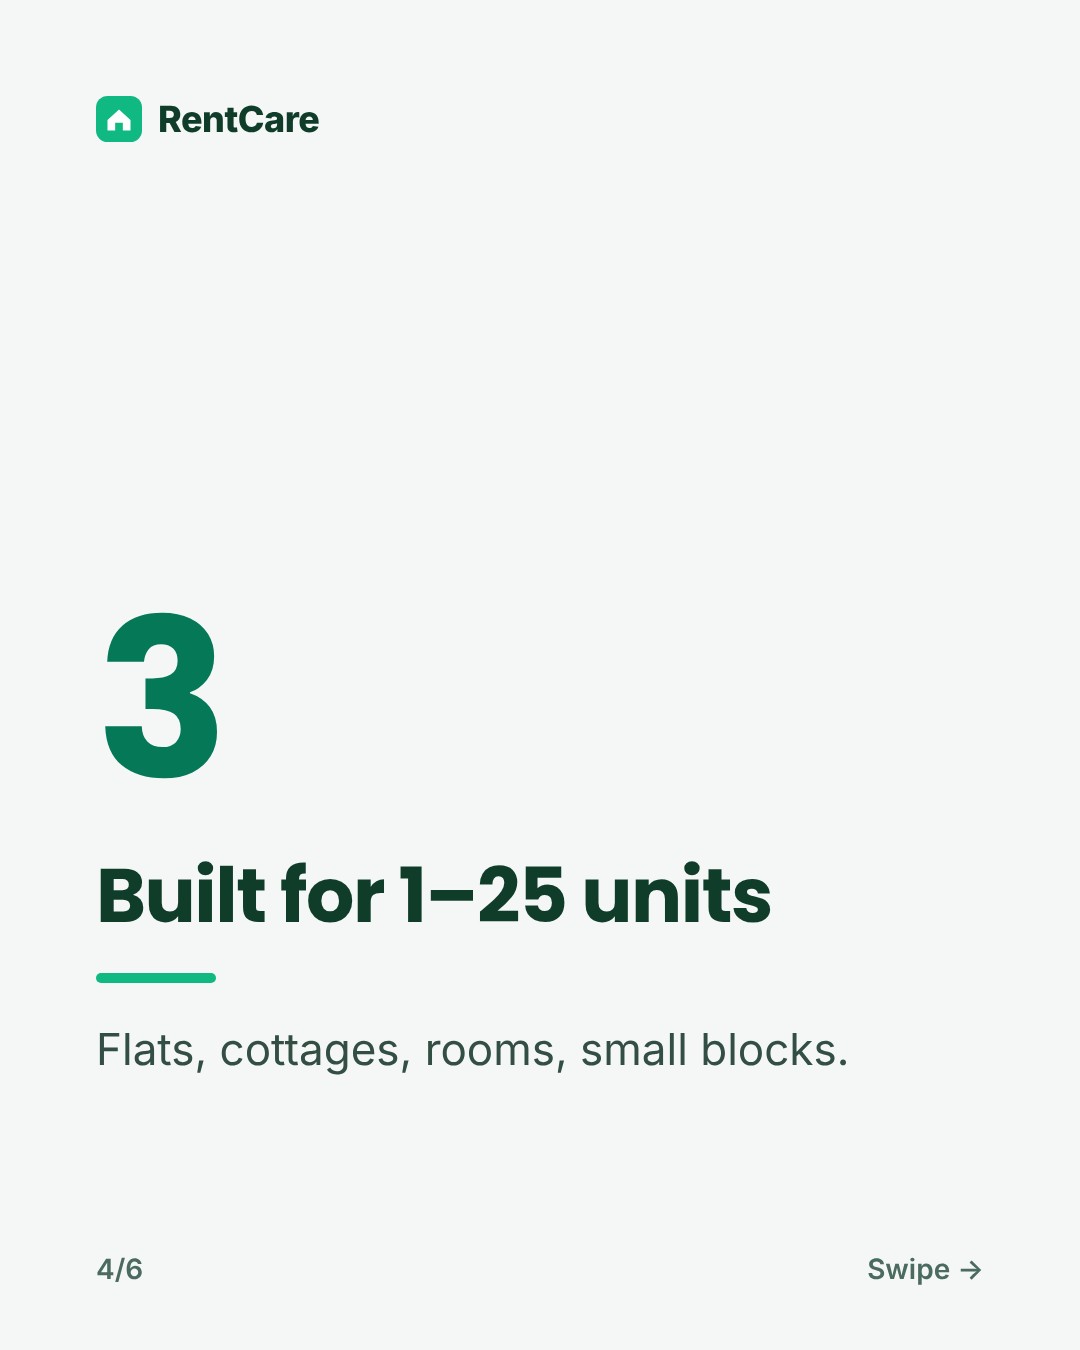 RentCare
3
Built for 1–25 units
Flats, cottages, rooms, small blocks.
4/6
Swipe →